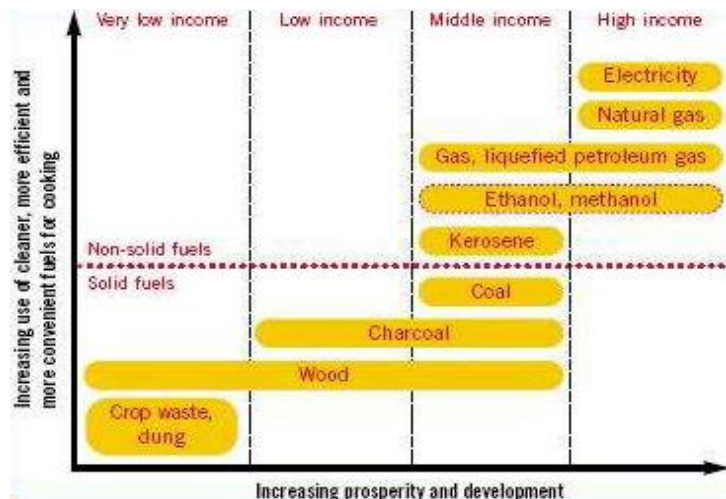 Very low income
Low income
Middle income
High income
Increasing use of cleaner, more efficient and
more convenient fuels for cooking
Electricity
Natural gas
Gas, liquefied petroleum gas
Ethanol, methanol
Kerosene
Non-solid fuels
Solid fuels
Coal
Charcoal
Wood
Crop waste,
dung
Increasing prosperity and development